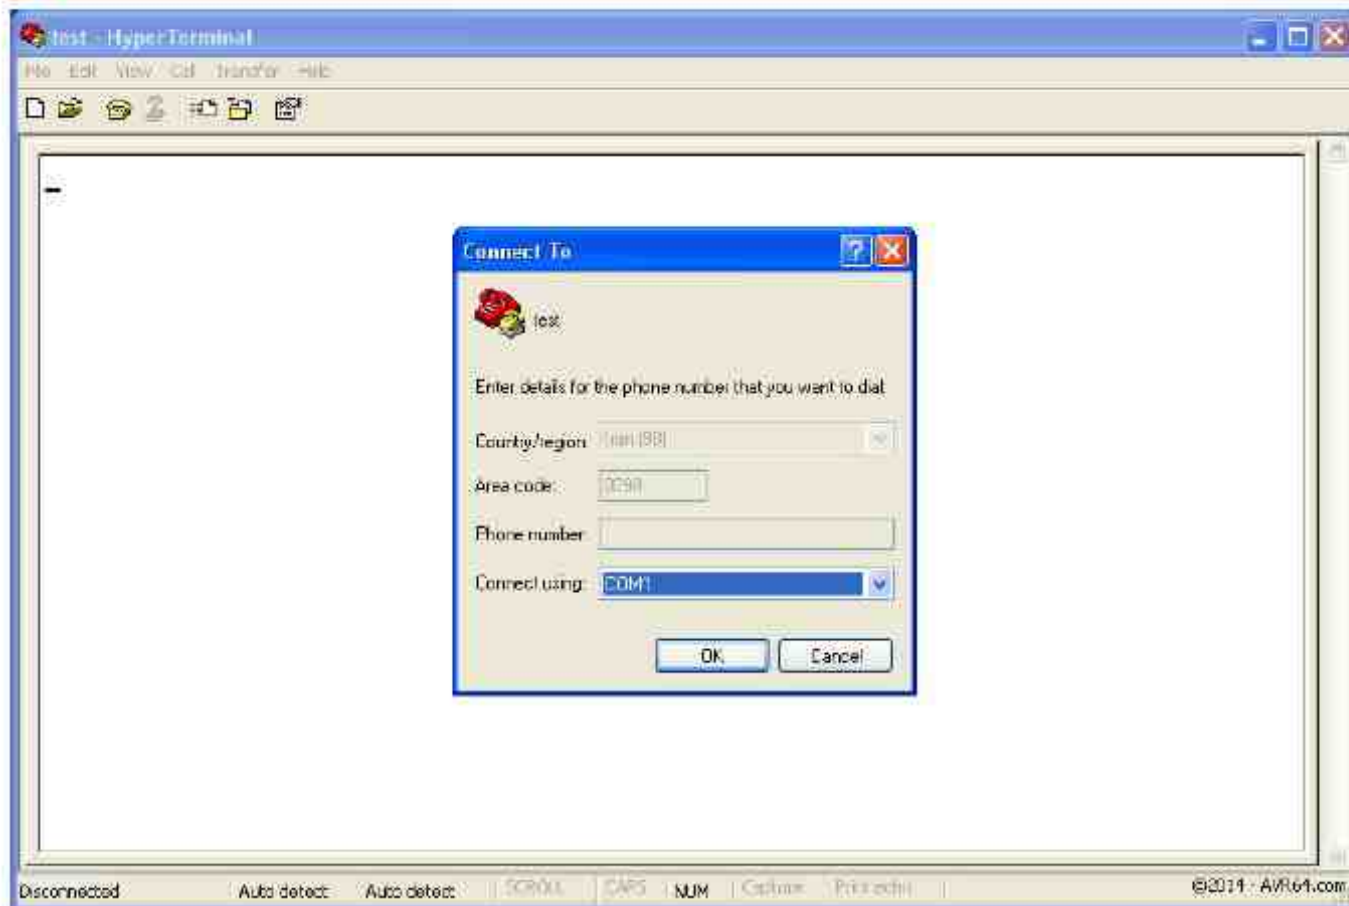 test - HyperTerminal
File Edit View Call Transfer Help
Connect To
test
Enter details for the phone number that you want to dial
Country/region: Iran (98)
Area code:
Phone number:
Connect using: COM1
OK Cancel
Disconnected Auto detect Auto detect SCROLL CAPS NUM Capture Print echo
©2014 - AVR64.com